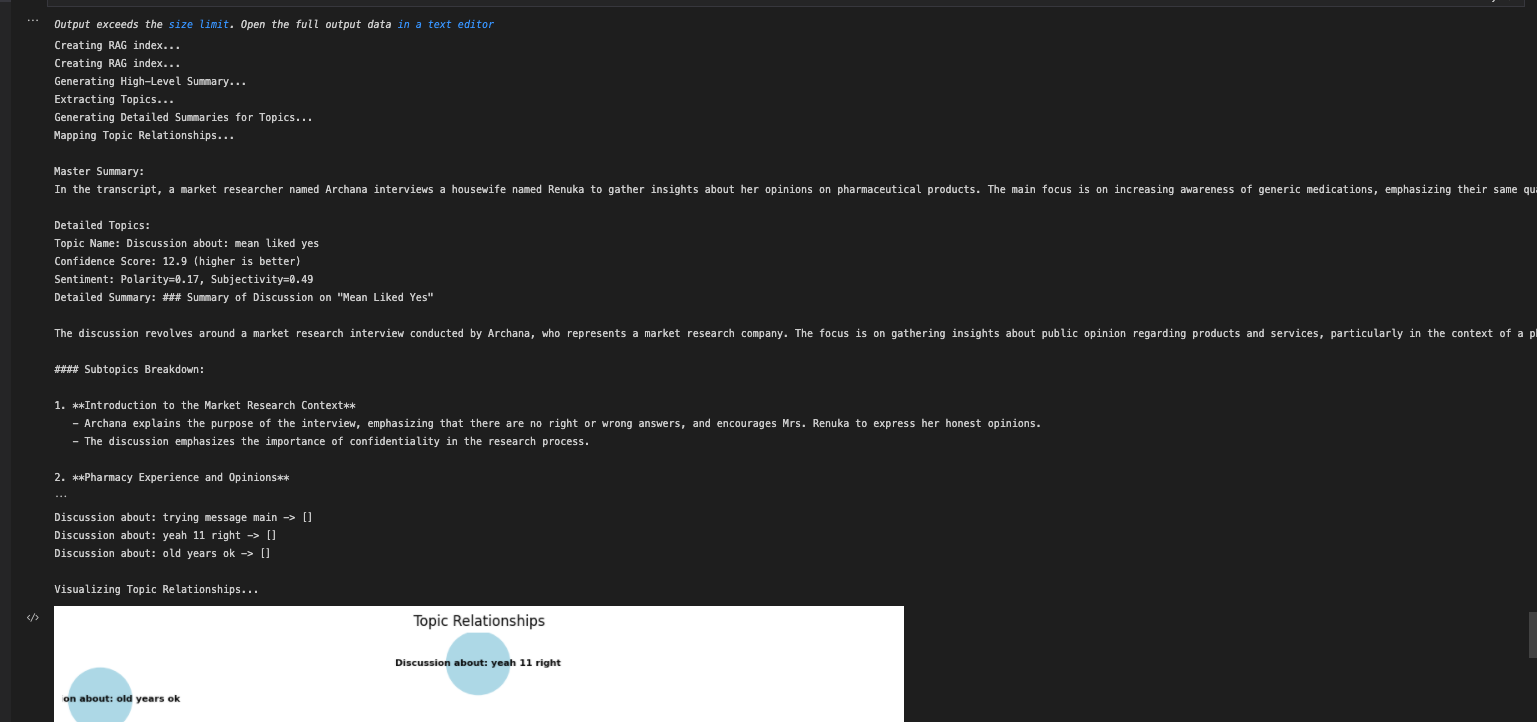 Output exceeds the size limit. Open the full output data in a text editor
Creating RAG index...
Creating RAG index...
Generating High-Level Summary...
Extracting Topics...
Generating Detailed Summaries for Topics...
Mapping Topic Relationships...
Master Summary:
In the transcript, a market researcher named Archana interviews a housewife named Renuka to gather insights about her opinions on pharmaceutical products. The main focus is on increasing awareness of generic medications, emphasizing their same
Detailed Topics:
Topic Name: Discussion about: mean liked yes
Confidence Score: 12.9 (higher is better)
Sentiment: Polarity=0.17, Subjectivity=0.49
Detailed Summary: ### Summary of Discussion on "Mean Liked Yes"
The discussion revolves around a market research interview conducted by Archana, who represents a market research company. The focus is on gathering insights about public opinion regarding products and services, particularly in the context of a
#### Subtopics Breakdown:
1. **Introduction to the Market Research Context**
– Archana explains the purpose of the interview, emphasizing that there are no right or wrong answers, and encourages Mrs. Renuka to express her honest opinions.
– The discussion emphasizes the importance of confidentiality in the research process.
2. **Pharmacy Experience and Opinions**
...
Discussion about: trying message main –> []
Discussion about: yeah 11 right –> []
Discussion about: old years ok –> []
Visualizing Topic Relationships...
Topic Relationships
Discussion about: yeah 11 right
on about: old years ok